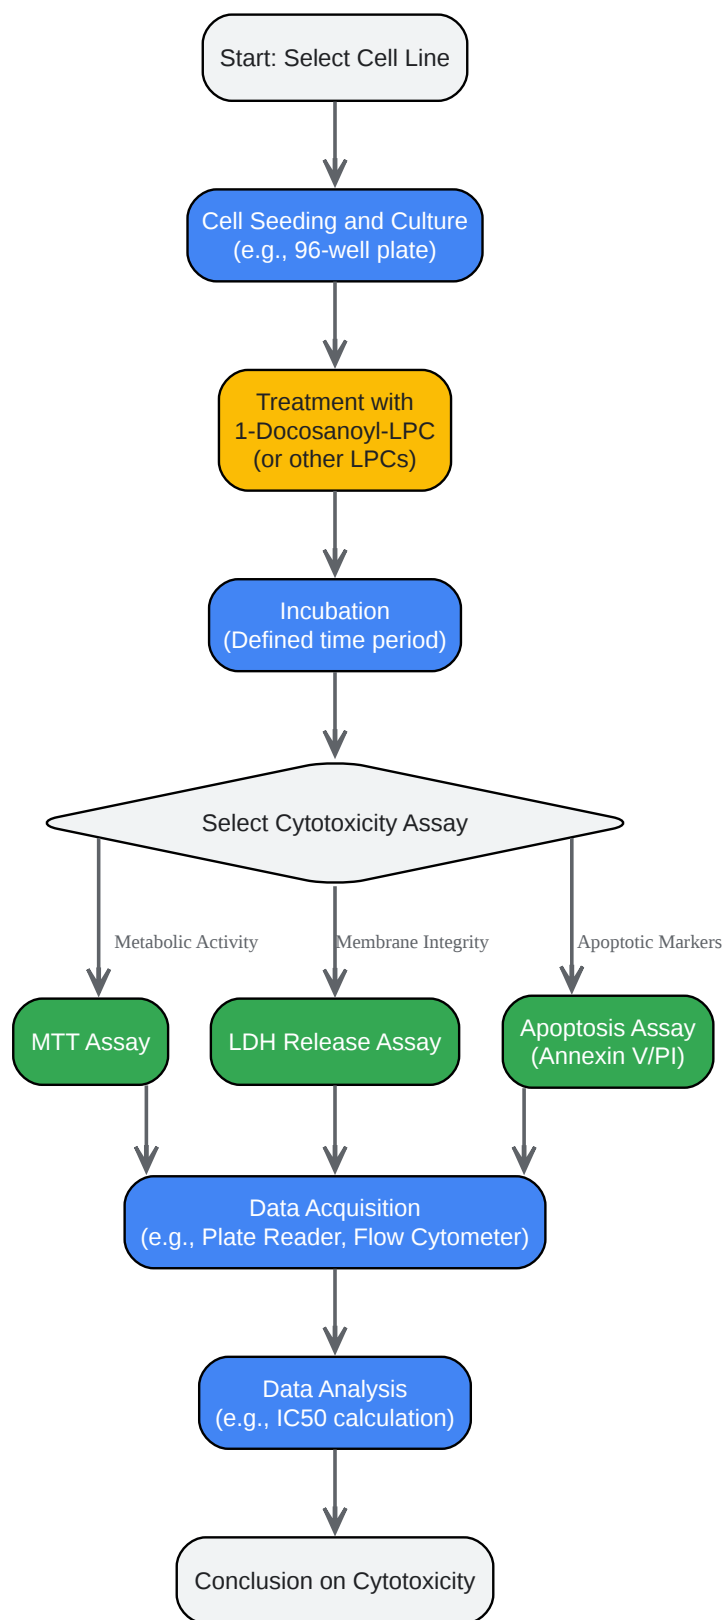 Start: Select Cell Line
Cell Seeding and Culture
(e.g., 96-well plate)
Treatment with
1-Docosanoyl-LPC
(or other LPCs)
Incubation
(Defined time period)
Select Cytotoxicity Assay
Metabolic Activity
Membrane Integrity
Apoptotic Markers
MTT Assay
LDH Release Assay
Apoptosis Assay
(Annexin V/PI)
Data Acquisition
(e.g., Plate Reader, Flow Cytometer)
Data Analysis
(e.g., IC50 calculation)
Conclusion on Cytotoxicity